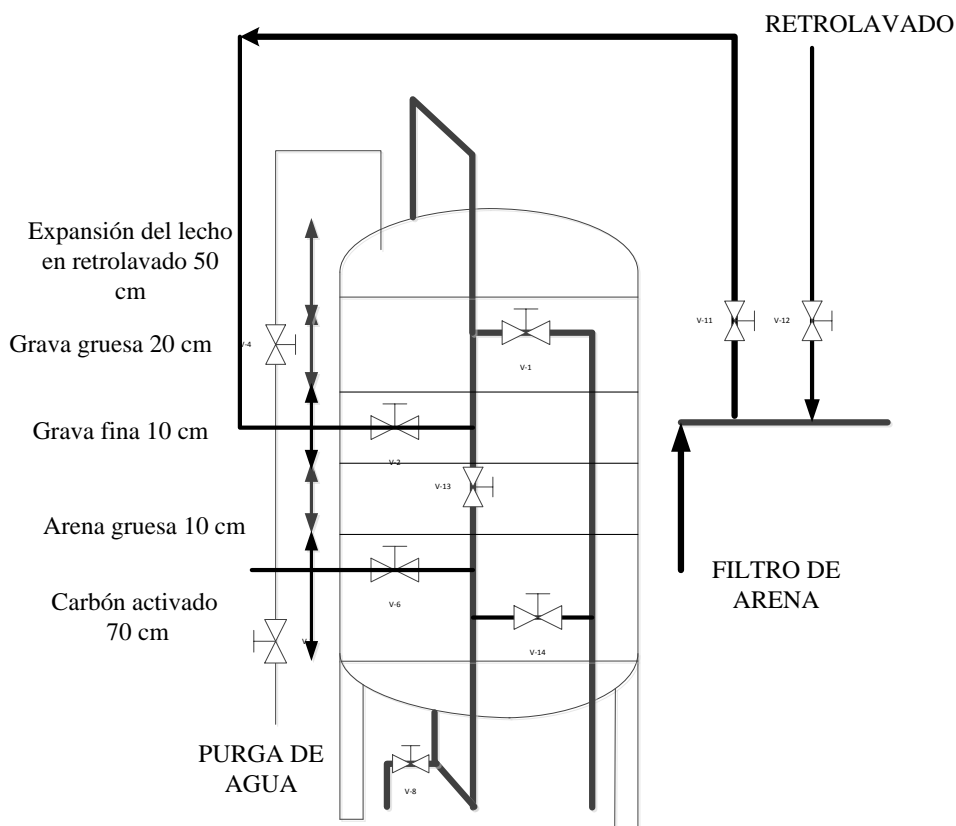 RETROLAVADO
Expansión del lecho
en retrolavado 50
cm
V-11
V-12
Grava gruesa 20 cm
V-4
V-1
Grava fina 10 cm
V-2
V-13
Arena gruesa 10 cm
FILTRO DE
ARENA
Carbón activado
70 cm
V-6
V-14
PURGA DE
AGUA
V-8